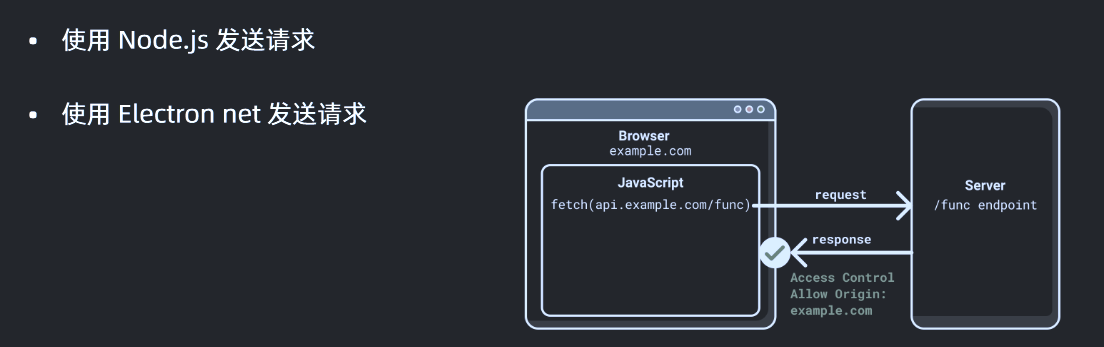 • 使用 Node.js 发送请求
• 使用 Electron net 发送请求
Browser
example.com
JavaScript
fetch(api.example.com/func)
request
response
Access Control
Allow Origin:
example.com
Server
/func endpoint